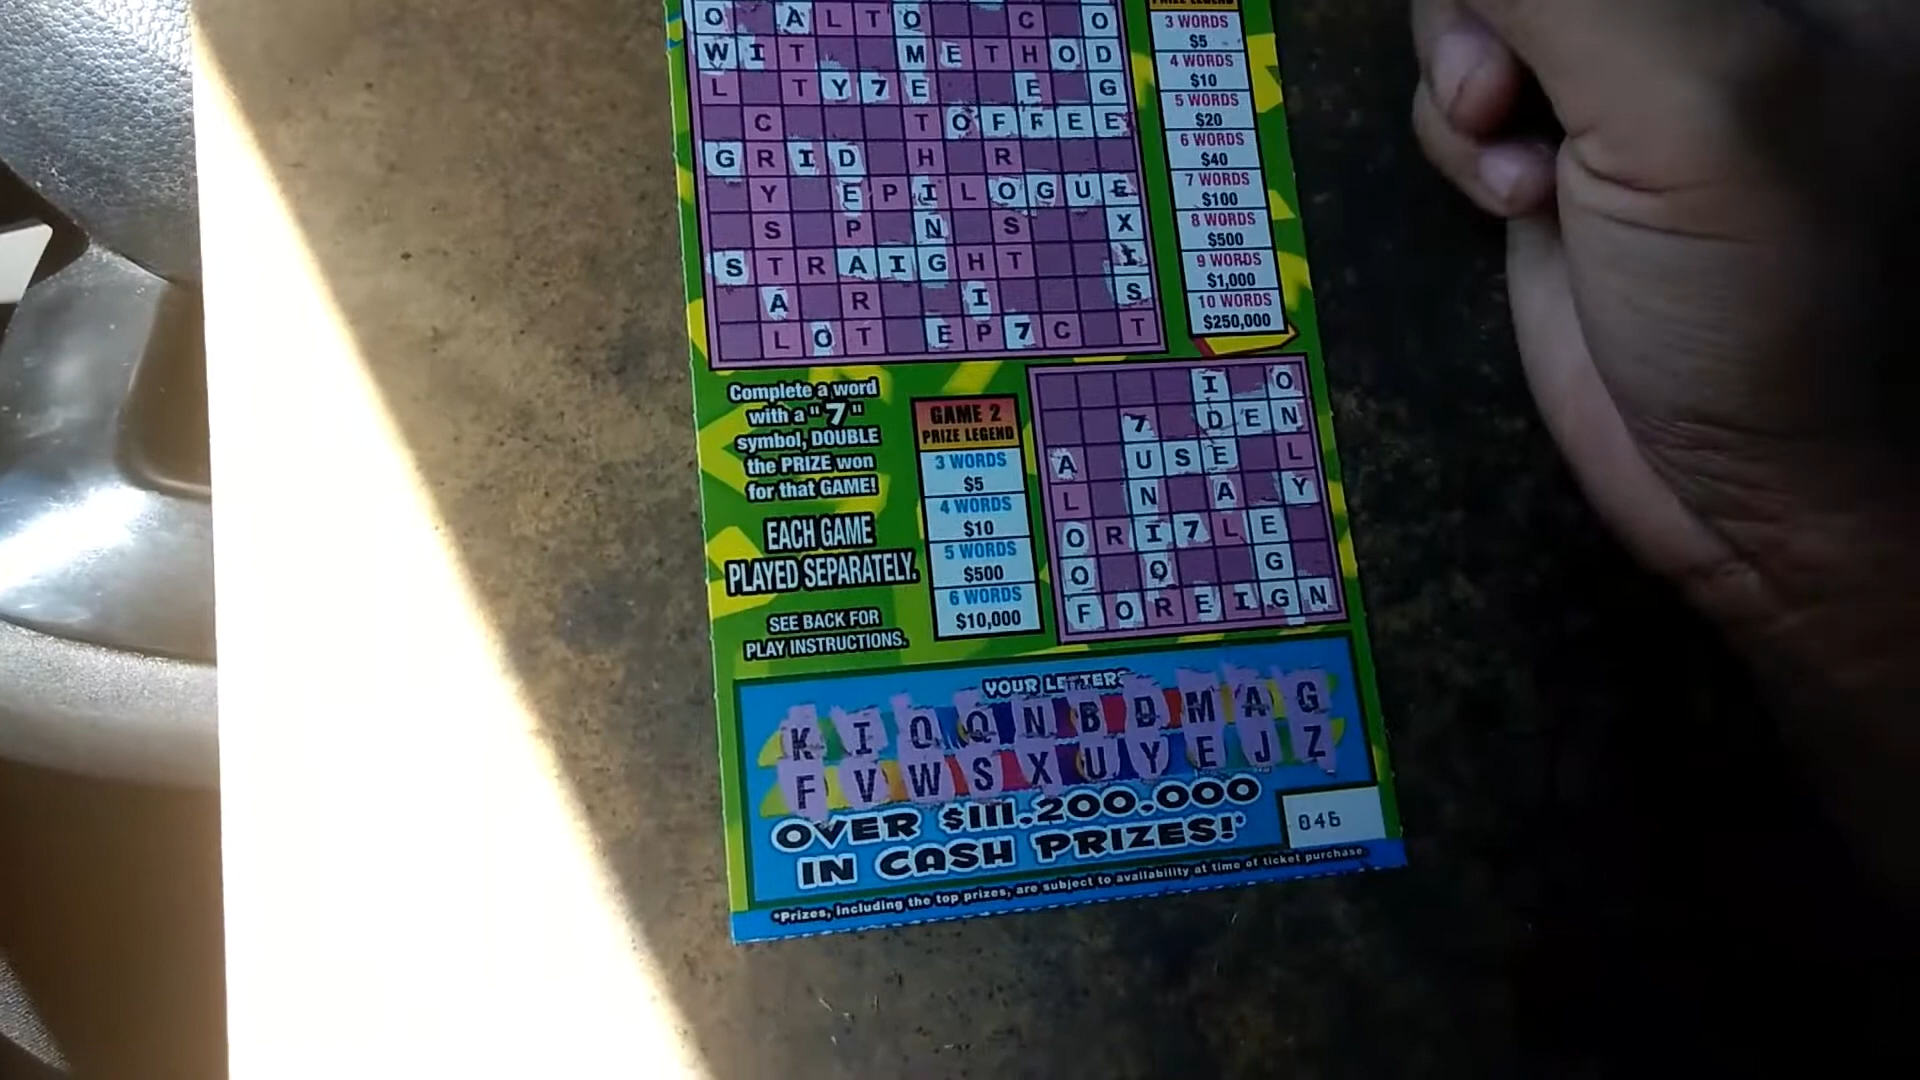 O ALTO C O
WIT METHOD
L TY7E E G
C TOFFEE
GRID H R
Y EPILOGUE
S P N S X
STRAIGHT I
A R I S
L OT EP7C T
PRIZE LEGEND
3 WORDS
$5
4 WORDS
$10
5 WORDS
$20
6 WORDS
$40
7 WORDS
$100
8 WORDS
$500
9 WORDS
$1,000
10 WORDS
$250,000
Complete a word
with a "7"
symbol, DOUBLE
the PRIZE won
for that GAME!
EACH GAME
PLAYED SEPARATELY.
SEE BACK FOR
PLAY INSTRUCTIONS.
GAME 2
PRIZE LEGEND
3 WORDS
$5
4 WORDS
$10
5 WORDS
$500
6 WORDS
$10,000
I O
7 DEN
A USE L
L N A Y
ORI7LE
O O G
FOREIGN
YOUR LETTERS
K I O Q N B D M A G
F V W S X U Y E J Z
OVER $111,200,000
IN CASH PRIZES!*
046
*Prizes, including the top prizes, are subject to availability at time of ticket purchase.